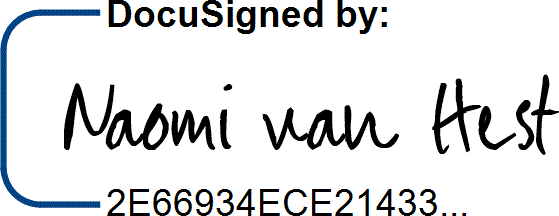 DocuSigned by:
Naomi van Hest
2E66934ECE21433...